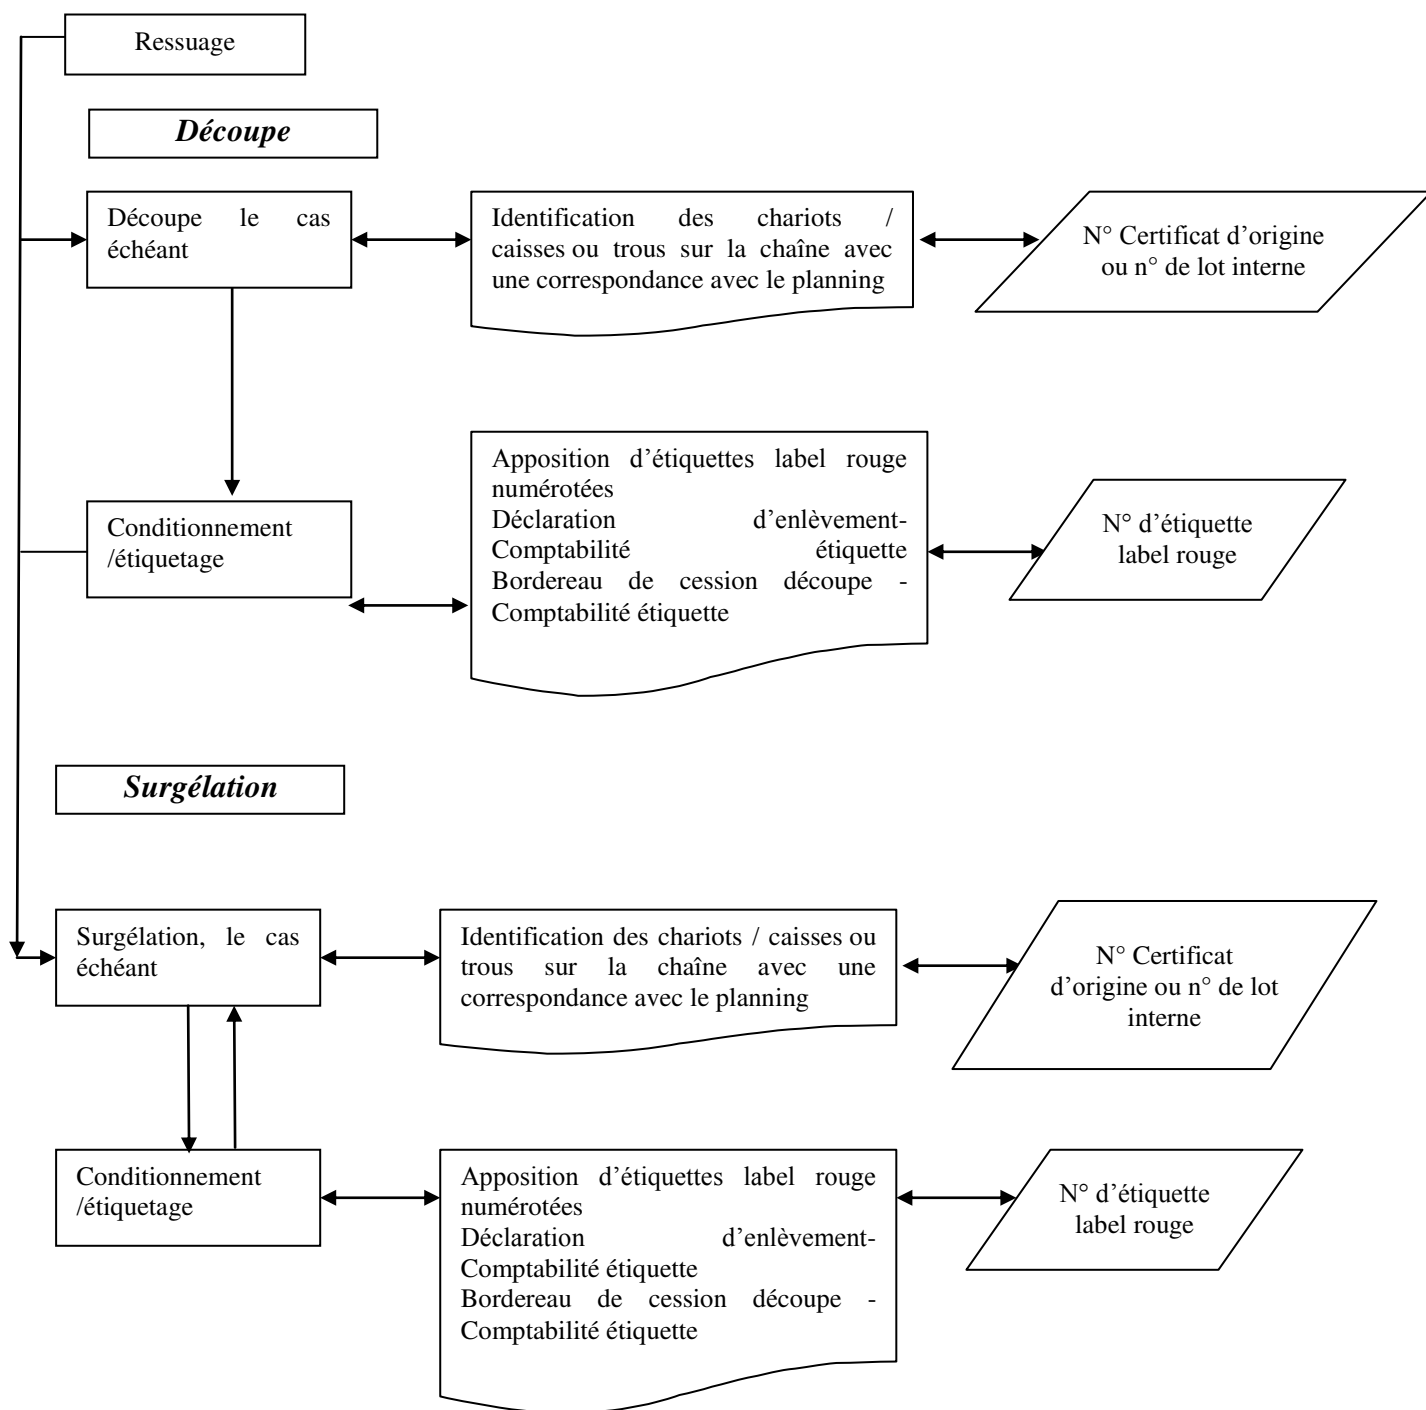 Ressuage
Découpe
Découpe le cas
échéant
Identification des chariots /
caisses ou trous sur la chaîne avec
une correspondance avec le planning
N° Certificat d'origine
ou n° de lot interne
Conditionnement
/étiquetage
Apposition d'étiquettes label rouge
numérotées
Déclaration d'enlèvement-
Comptabilité étiquette
Bordereau de cession découpe -
Comptabilité étiquette
N° d'étiquette
label rouge
Surgélation
Surgélation, le cas
échéant
Identification des chariots / caisses ou
trous sur la chaîne avec une
correspondance avec le planning
N° Certificat
d'origine ou n° de lot
interne
Conditionnement
/étiquetage
Apposition d'étiquettes label rouge
numérotées
Déclaration d'enlèvement-
Comptabilité étiquette
Bordereau de cession découpe -
Comptabilité étiquette
N° d'étiquette
label rouge